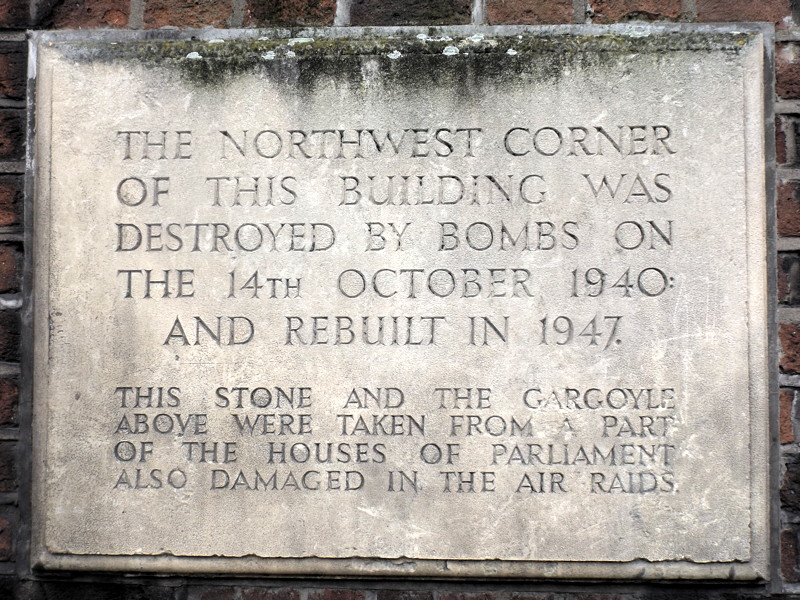 THE NORTHWEST CORNER
OF THIS BUILDING WAS
DESTROYED BY BOMBS ON
THE 14TH OCTOBER 1940:
AND REBUILT IN 1947.
THIS STONE AND THE GARGOYLE
ABOVE WERE TAKEN FROM A PART
OF THE HOUSES OF PARLIAMENT
ALSO DAMAGED IN THE AIR RAIDS.